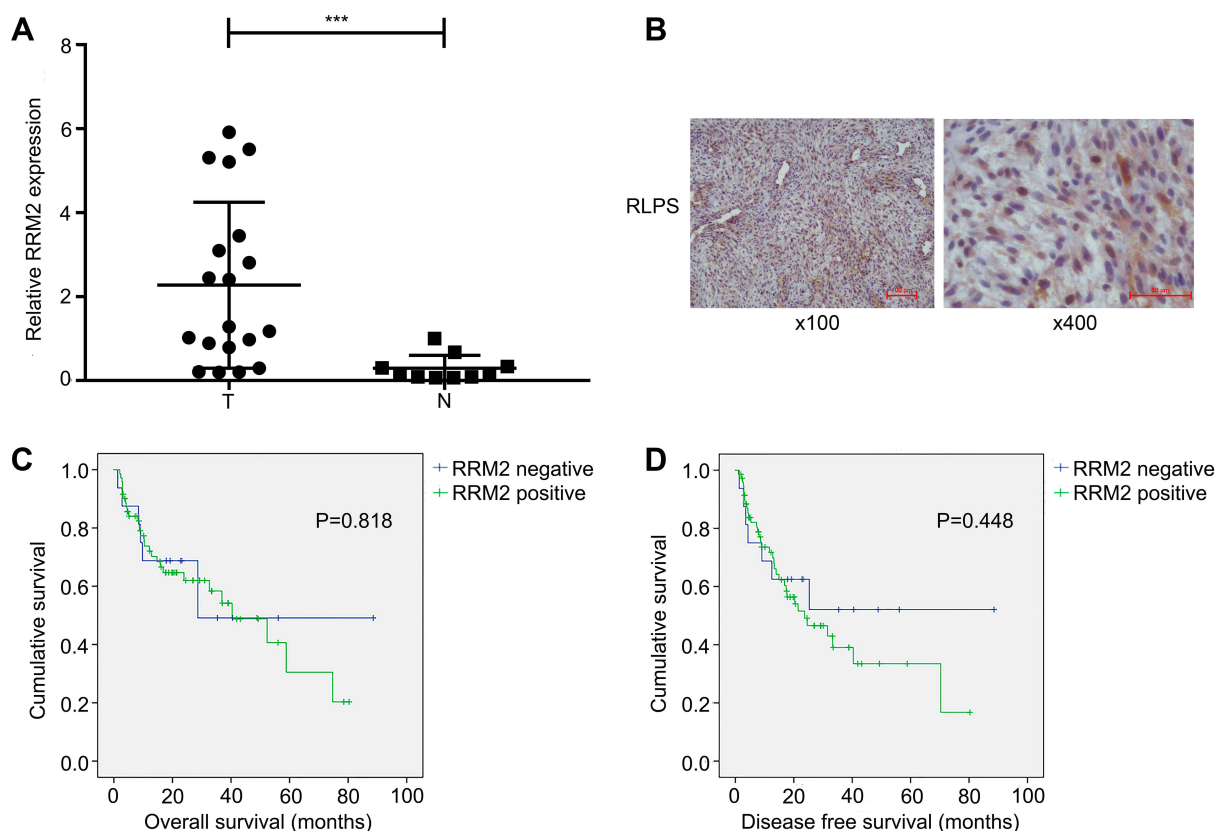 A
***
8
6
4
2
0
Relative RRM2 expression
T
N
B
RLPS
100 µm
x100
x400
C
1.0
0.8
0.6
0.4
0.2
0.0
Cumulative survival
P=0.818
RRM2 negative
RRM2 positive
0 20 40 60 80 100
Overall survival (months)
D
1.0
0.8
0.6
0.4
0.2
0.0
Cumulative survival
P=0.448
RRM2 negative
RRM2 positive
0 20 40 60 80 100
Disease free survival (months)